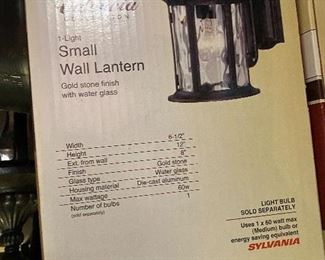 1-Light
Small
Wall Lantern
Gold stone finish
with water glass
Width 6-1/2"
Height 12"
Ext. from wall 8"
Finish Gold stone
Glass type Water glass
Housing material Die-cast aluminum
Max wattage 60w
Number of bulbs 1
(sold separately)
LIGHT BULB
SOLD SEPARATELY
Uses 1 x 60 watt max
(Medium) bulb or
energy saving equivalent
SYLVANIA